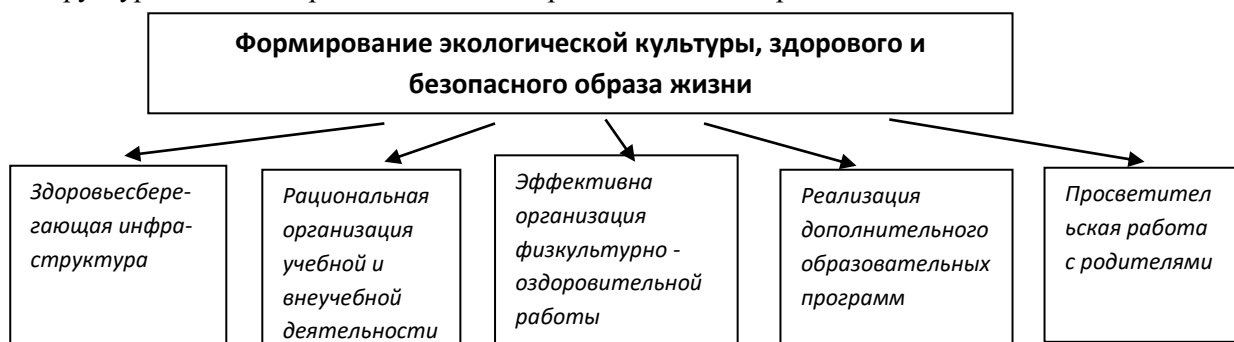 Формирование экологической культуры, здорового и
безопасного образа жизни
Здоровьесбере-
гающая инфра-
структура
Рациональная
организация
учебной и
внеучебной
деятельности
Эффективна
организация
физкультурно -
оздоровительной
работы
Реализация
дополнительного
образовательных
программ
Просветител
ьская работа
с родителями